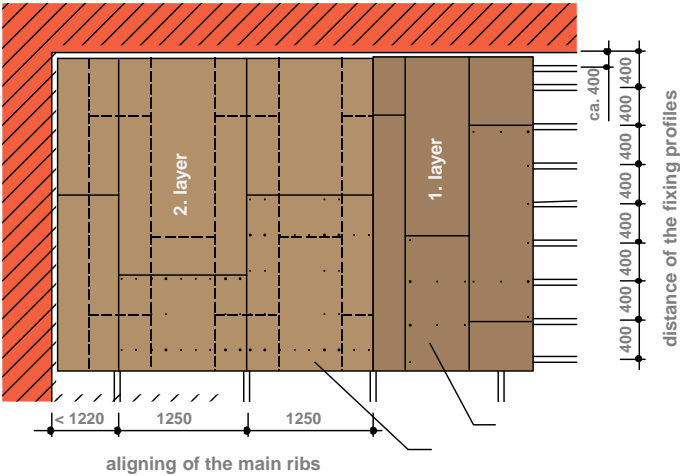 2. layer
1. layer
ca. 400
400
400
400
400
400
400
400
400
distance of the fixing profiles
< 1220
1250
1250
aligning of the main ribs